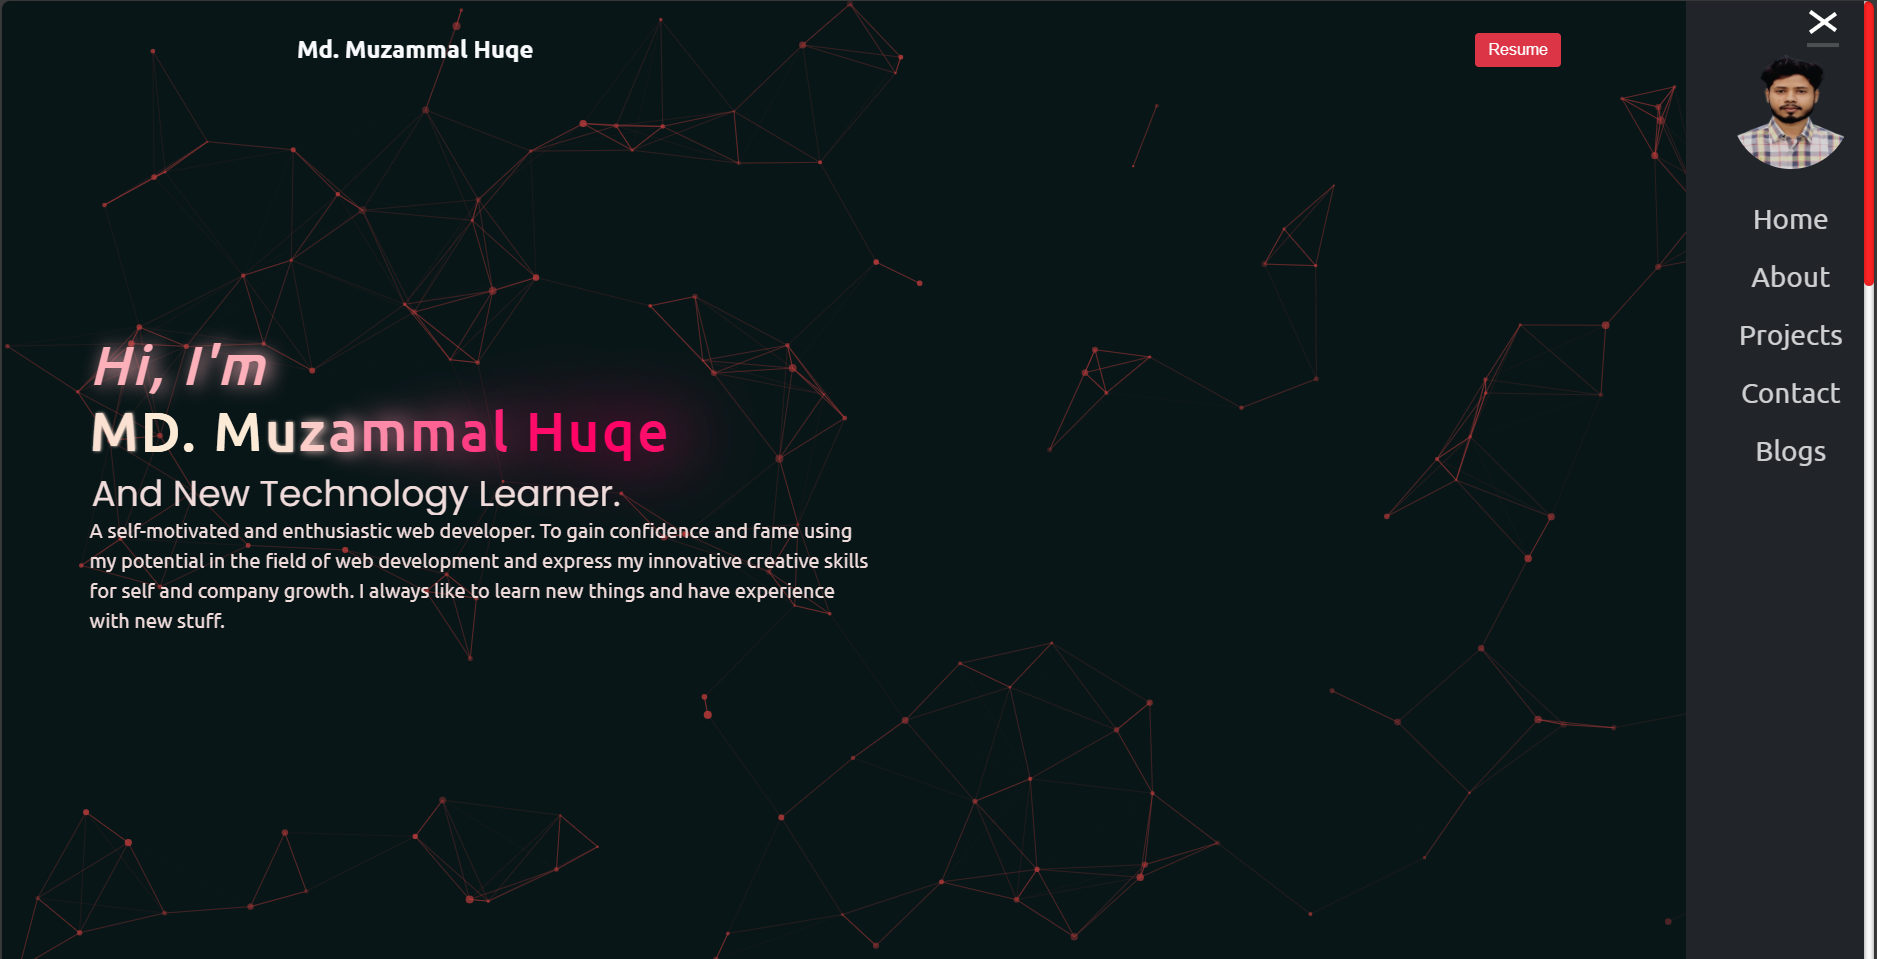 Md. Muzammal Huqe
Resume
Hi, I'm
MD. Muzammal Huqe
And New Technology Learner.
A self-motivated and enthusiastic web developer. To gain confidence and fame using
my potential in the field of web development and express my innovative creative skills
for self and company growth. I always like to learn new things and have experience
with new stuff.
Home
About
Projects
Contact
Blogs